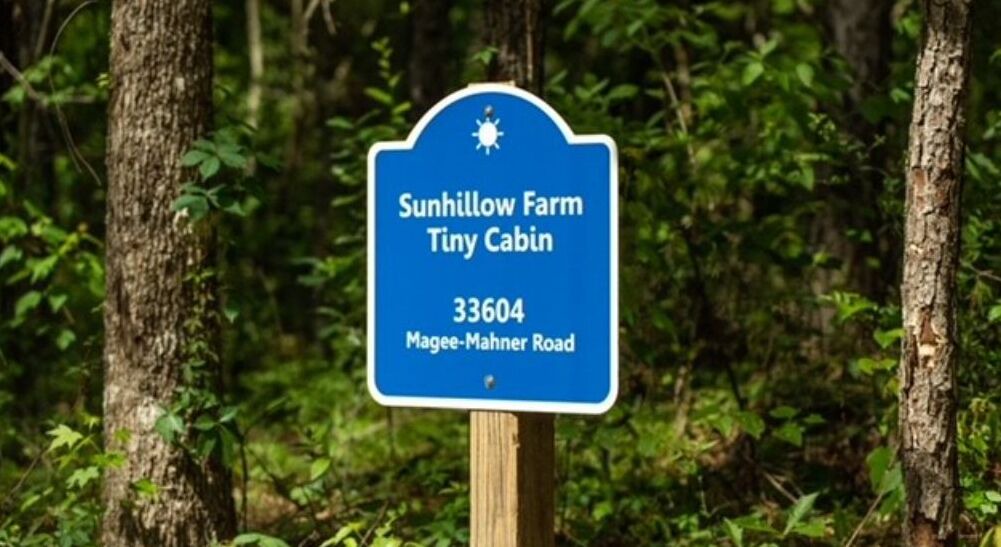 Sunhillow Farm
Tiny Cabin
33604
Magee-Mahner Road